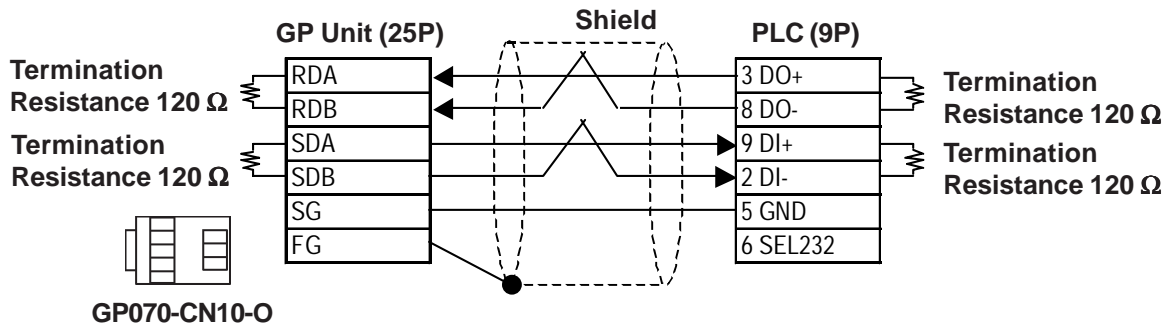 Shield
GP Unit (25P)
PLC (9P)
Termination
Resistance 120 Ω
Termination
Resistance 120 Ω
RDA
RDB
SDA
SDB
SG
FG
3 DO+
8 DO-
9 DI+
2 DI-
5 GND
6 SEL232
Termination
Resistance 120 Ω
Termination
Resistance 120 Ω
GP070-CN10-O